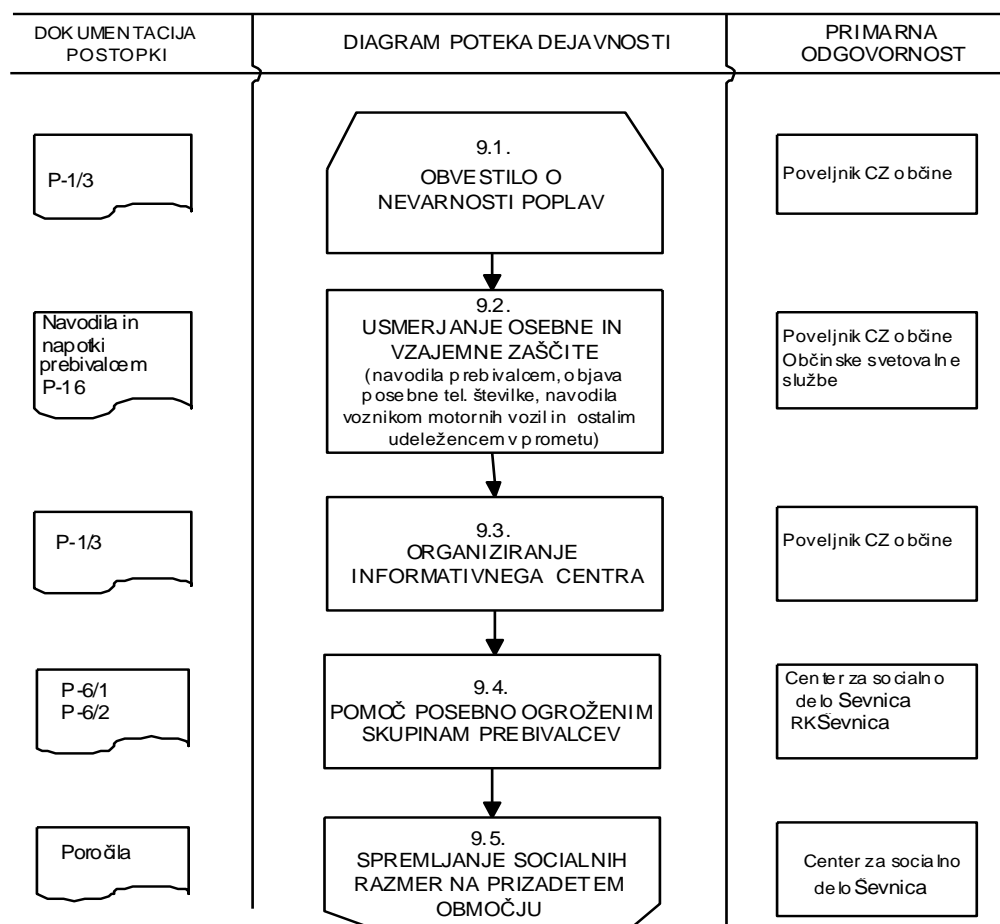 DOKUMENTACIJA
POSTOPKI
DIAGRAM POTEKA DEJAVNOSTI
PRIMARNA
ODGOVORNOST
P-1/3
9.1.
OBVESTILO O
NEVARNOSTI POPLAV
Poveljnik CZ občine
Navodila in
napotki
prebivalcem
P-16
9.2.
USMERJANJE OSEBNE IN
VZAJEMNE ZAŠČITE
(navodila prebivalcem, objava
posebne tel. številke, navodila
voznikom motornih vozil in ostalim
udeležencem v prometu)
Poveljnik CZ občine
Občinske svetovalne
službe
P-1/3
9.3.
ORGANIZIRANJE
INFORMATIVNEGA CENTRA
Poveljnik CZ občine
P-6/1
P-6/2
9.4.
POMOČ POSEBNO OGROŽENIM
SKUPINAM PREBIVALCEV
Center za socialno
delo Sevnica
RKSevnica
Poročila
9.5.
SPREMLJANJE SOCIALNIH
RAZMER NA PRIZADETEM
OBMOČJU
Center za socialno
delo Sevnica